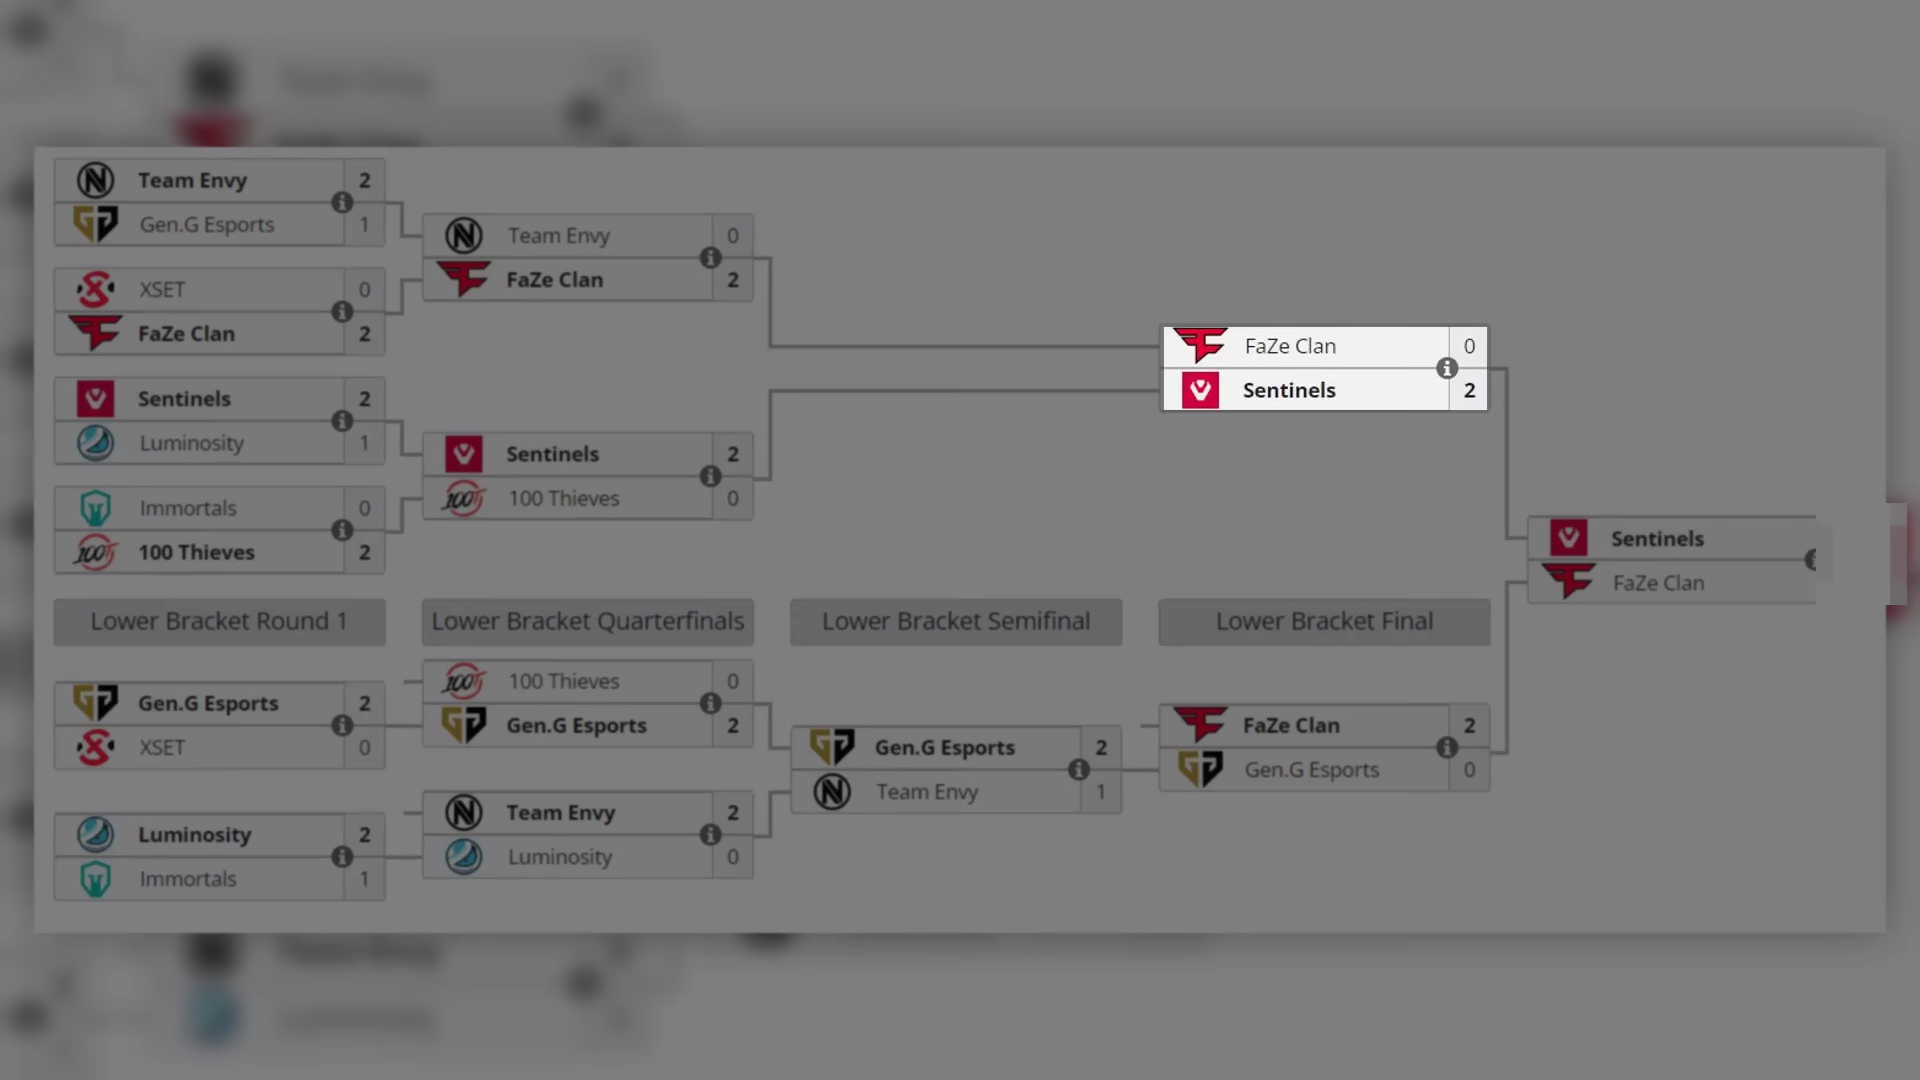 Team Envy 2
Gen.G Esports 1
XSET 0
FaZe Clan 2
Sentinels 2
Luminosity 1
Immortals 0
100 Thieves 2
Team Envy 0
FaZe Clan 2
Sentinels 2
100 Thieves 0
FaZe Clan 0
Sentinels 2
Sentinels
FaZe Clan
Lower Bracket Round 1
Lower Bracket Quarterfinals
Lower Bracket Semifinal
Lower Bracket Final
Gen.G Esports 2
XSET 0
Luminosity 2
Immortals 1
100 Thieves 0
Gen.G Esports 2
Team Envy 2
Luminosity 0
Gen.G Esports 2
Team Envy 1
FaZe Clan 2
Gen.G Esports 0